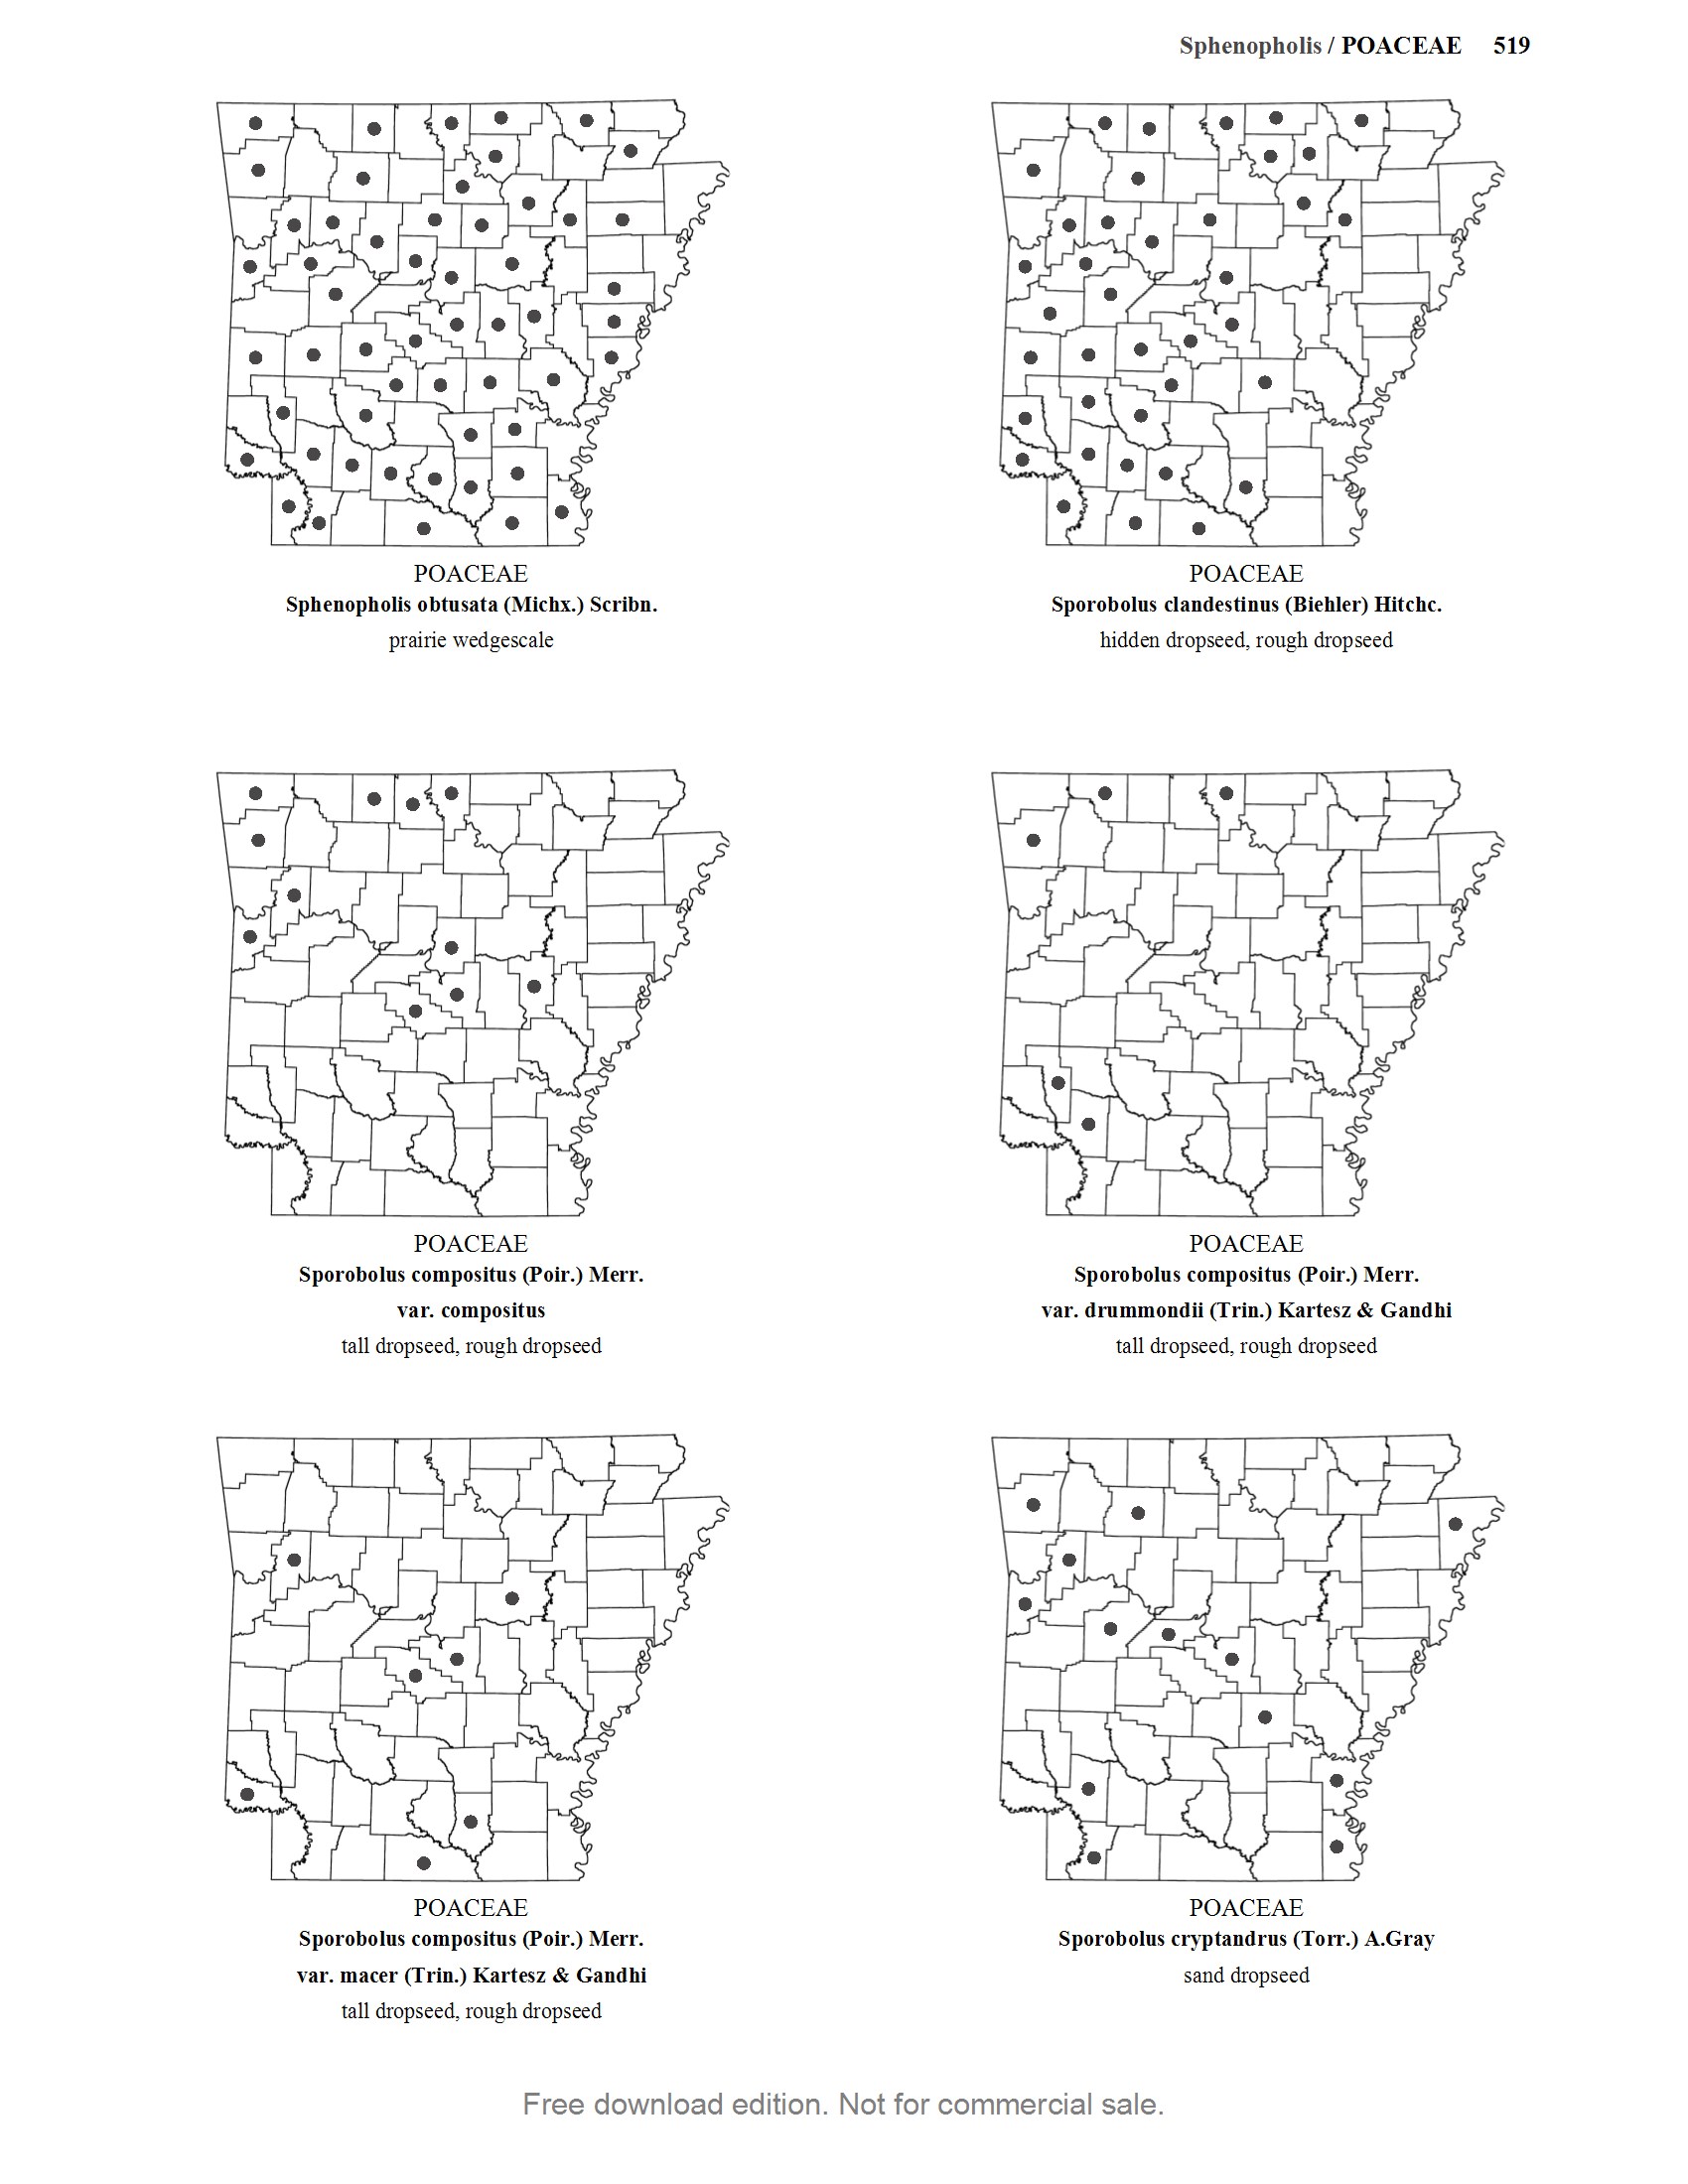 Sphenopholis / POACEAE 519
POACEAE
Sphenopholis obtusata (Michx.) Scribn.
prairie wedgescale
POACEAE
Sporobolus clandestinus (Biehler) Hitchc.
hidden dropseed, rough dropseed
POACEAE
Sporobolus compositus (Poir.) Merr.
var. compositus
tall dropseed, rough dropseed
POACEAE
Sporobolus compositus (Poir.) Merr.
var. drummondii (Trin.) Kartesz & Gandhi
tall dropseed, rough dropseed
POACEAE
Sporobolus compositus (Poir.) Merr.
var. macer (Trin.) Kartesz & Gandhi
tall dropseed, rough dropseed
POACEAE
Sporobolus cryptandrus (Torr.) A.Gray
sand dropseed
Free download edition. Not for commercial sale.